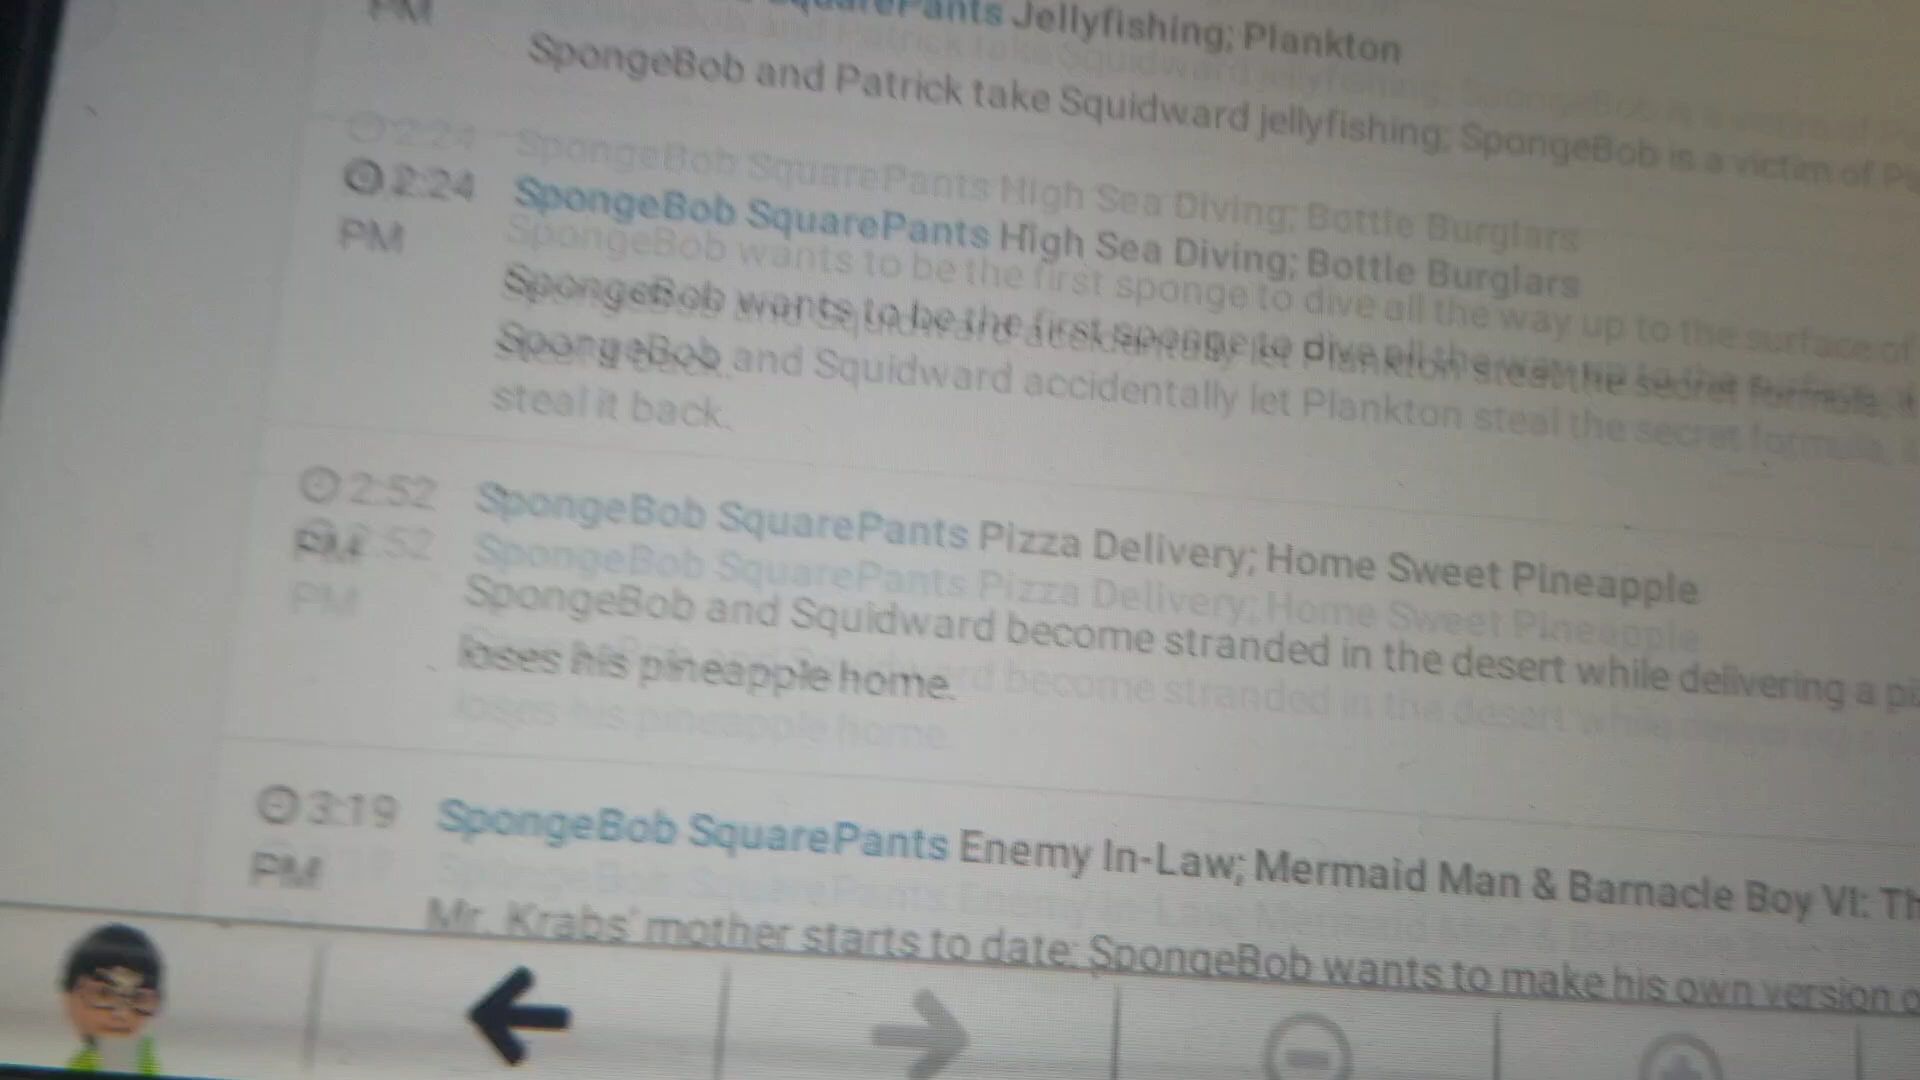 PM
SquarePants Jellyfishing; Plankton
SpongeBob and Patrick take Squidward jellyfishing; SpongeBob is a victim of
2:24
PM
SpongeBob SquarePants High Sea Diving; Bottle Burglars
SpongeBob wants to be the first sponge to dive all the way up to the surface of
SpongeBob and Squidward accidentally let Plankton steal the secret formula,
steal it back.
2:52
PM
SpongeBob SquarePants Pizza Delivery; Home Sweet Pineapple
SpongeBob and Squidward become stranded in the desert while delivering a
loses his pineapple home.
3:19
PM
SpongeBob SquarePants Enemy In-Law; Mermaid Man & Barnacle Boy VI:
Mr. Krabs' mother starts to date; SpongeBob wants to make his own version